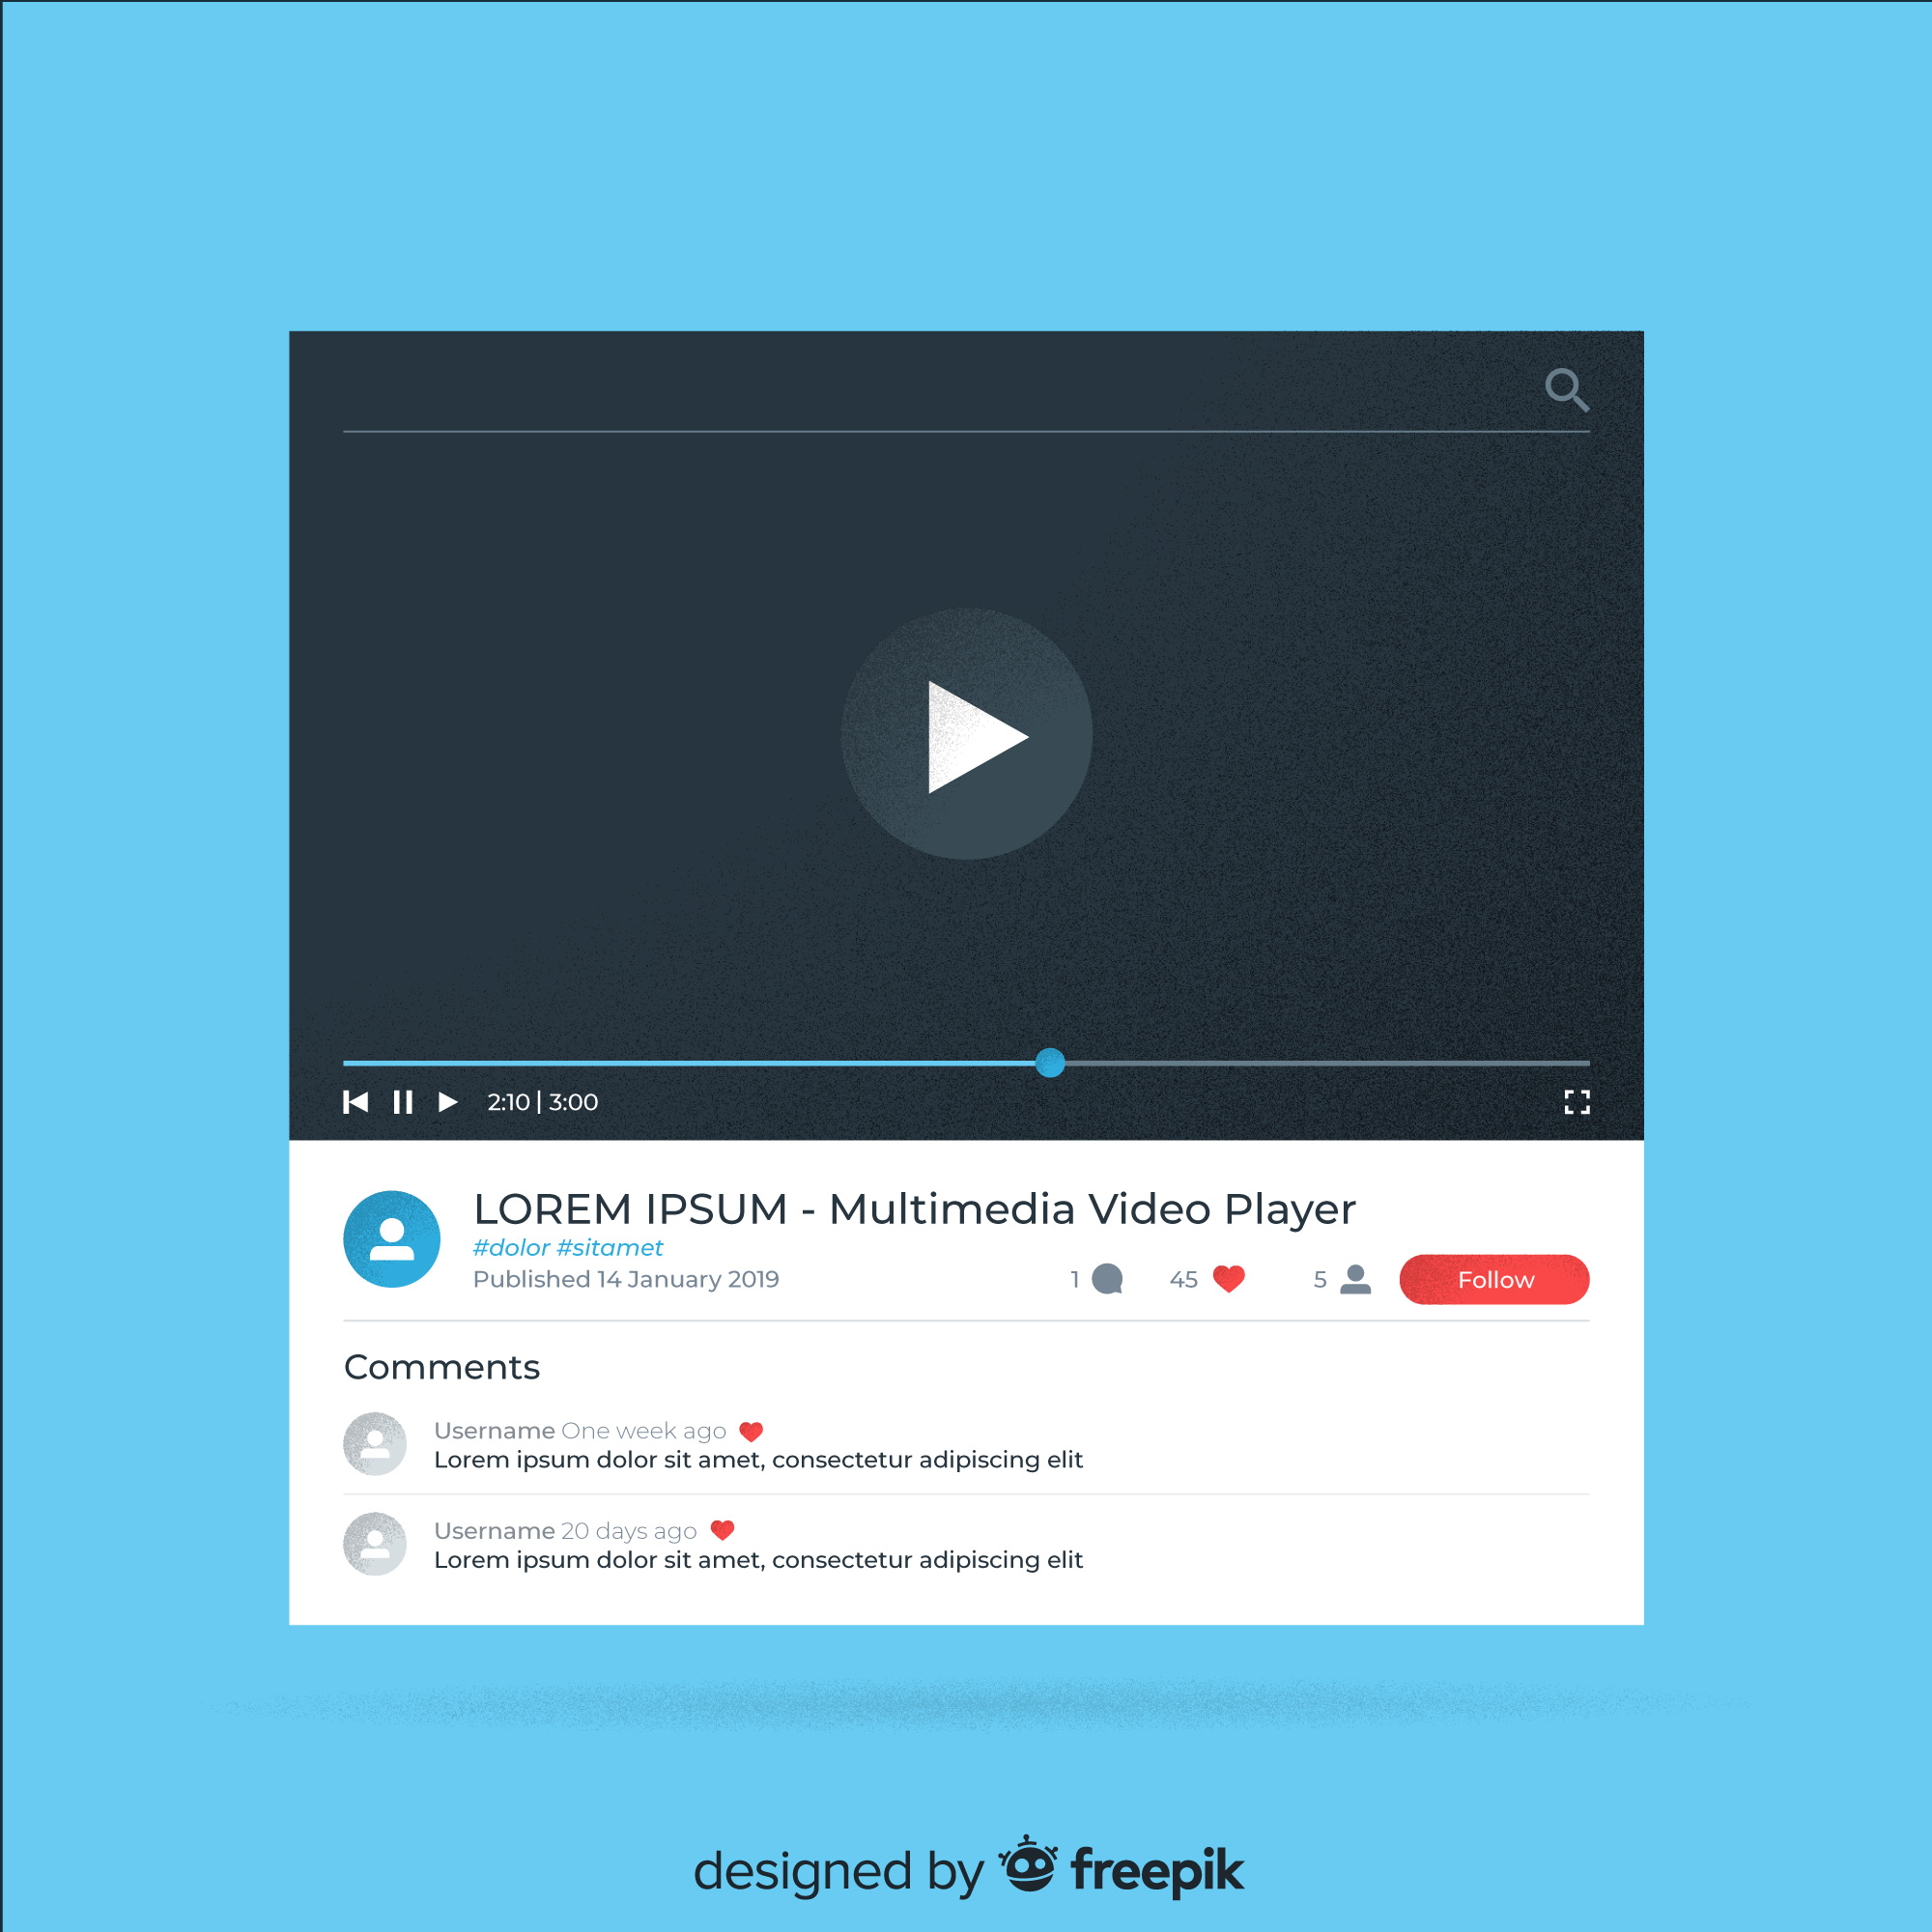 2:10 | 3:00
LOREM IPSUM - Multimedia Video Player
#dolor #sitamet
Published 14 January 2019 1 45 5 Follow
Comments
Username One week ago
Lorem ipsum dolor sit amet, consectetur adipiscing elit
Username 20 days ago
Lorem ipsum dolor sit amet, consectetur adipiscing elit
designed by freepik